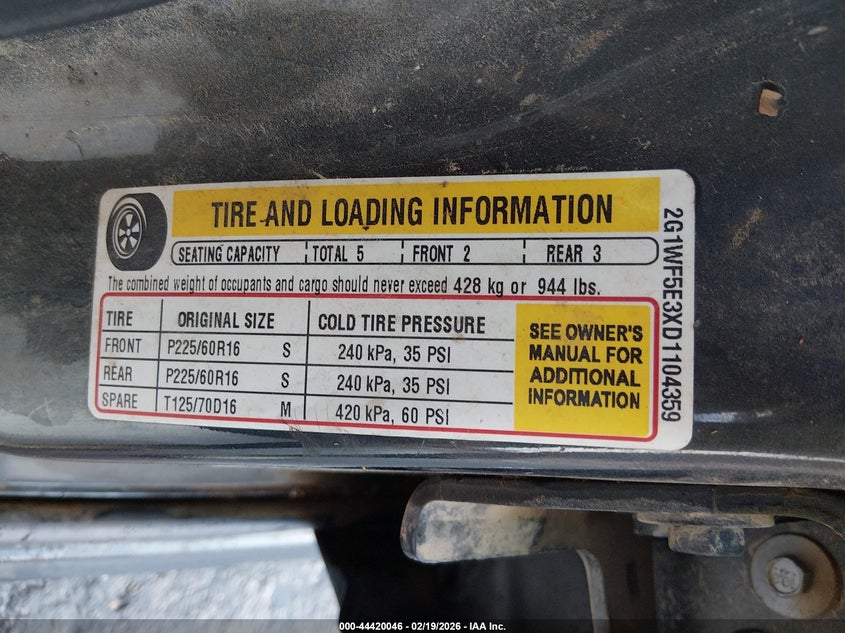 TIRE AND LOADING INFORMATION
SEATING CAPACITY TOTAL 5 FRONT 2 REAR 3
The combined weight of occupants and cargo should never exceed 428 kg or 944 lbs.
TIRE ORIGINAL SIZE COLD TIRE PRESSURE
FRONT P225/60R16 S 240 kPa, 35 PSI
REAR P225/60R16 S 240 kPa, 35 PSI
SPARE T125/70D16 M 420 kPa, 60 PSI
SEE OWNER'S
MANUAL FOR
ADDITIONAL
INFORMATION
2G1WF5E3XD1104359
000-44420046 - 02/19/2026 - IAA Inc.